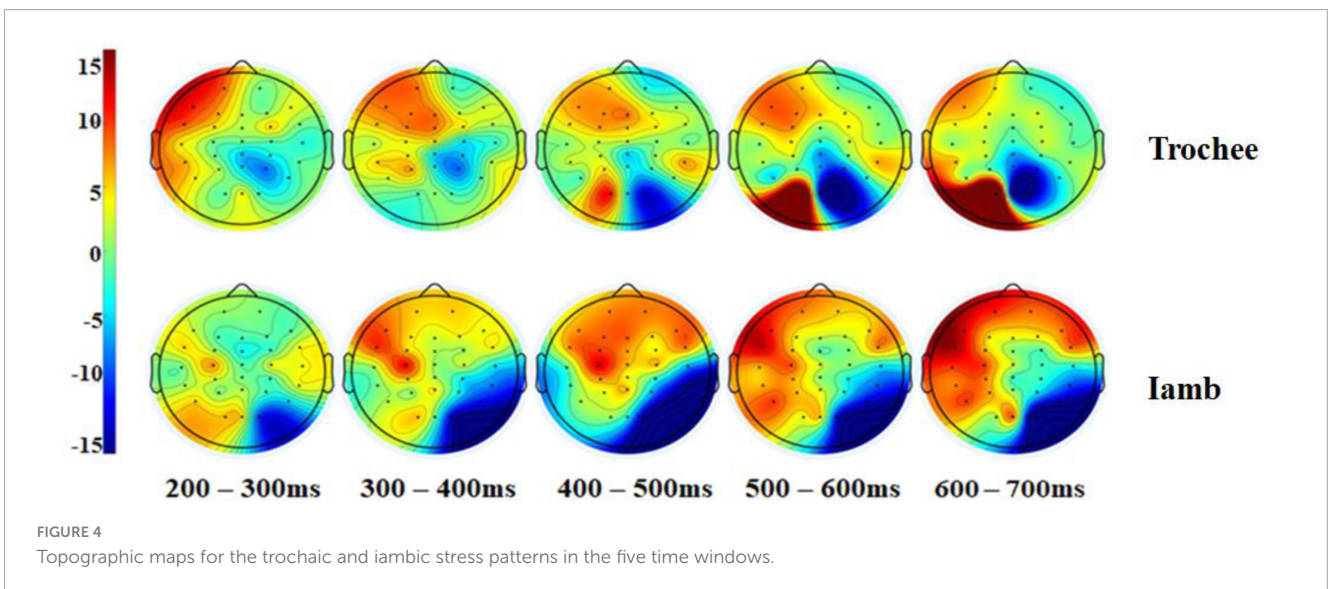 15
10
5
0
-5
-10
-15
Trochee
Iamb
200 – 300ms 300 – 400ms 400 – 500ms 500 – 600ms 600 – 700ms
FIGURE 4
Topographic maps for the trochaic and iambic stress patterns in the five time windows.